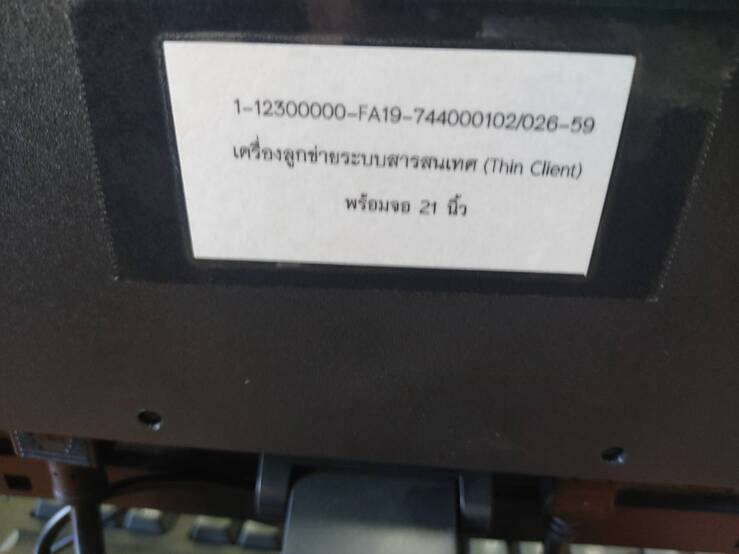 1-12300000-FA19-744000102/026-59
เครื่องลูกข่ายระบบสารสนเทศ (Thin Client)
พร้อมจอ 21 นิ้ว